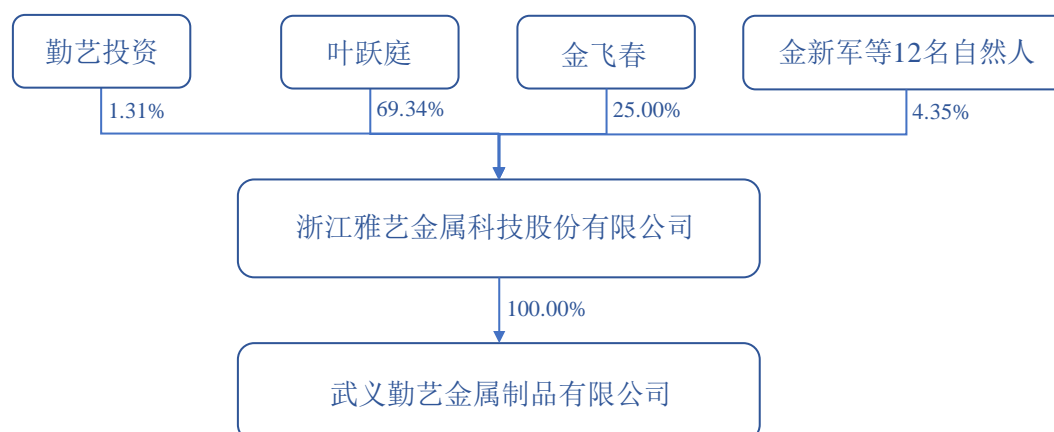 勤艺投资
叶跃庭
金飞春
金新军等12名自然人
1.31%
69.34%
25.00%
4.35%
浙江雅艺金属科技股份有限公司
100.00%
武义勤艺金属制品有限公司